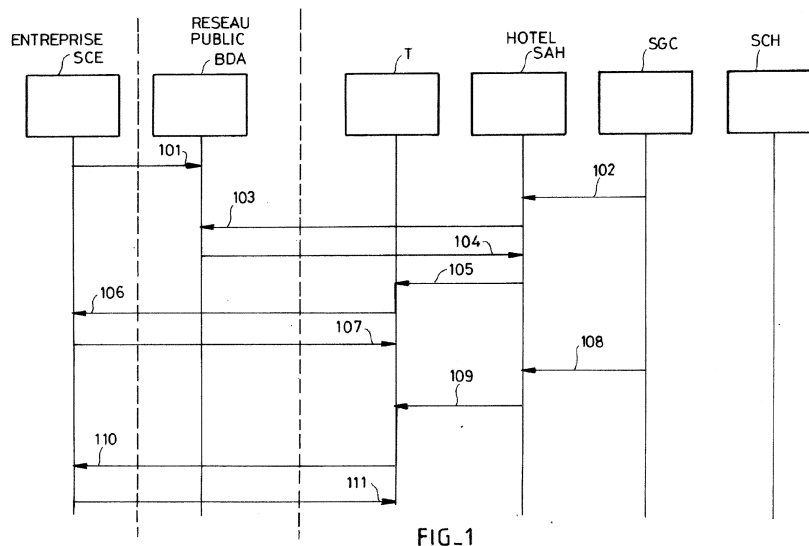 ENTREPRISE
SCE
RESEAU
PUBLIC
BDA
T
HOTEL
SAH
SGC
SCH
101
102
103
104
105
106
107
108
109
110
111
FIG_1